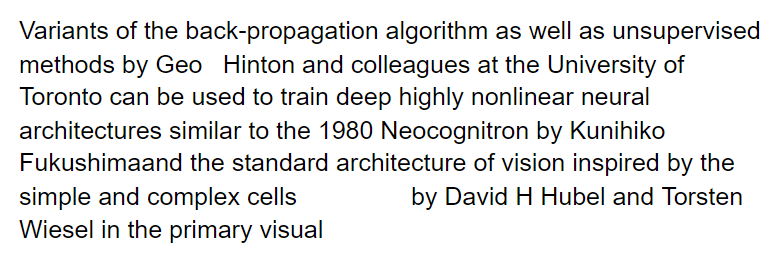 Variants of the back-propagation algorithm as well as unsupervised
methods by Geo Hinton and colleagues at the University of
Toronto can be used to train deep highly nonlinear neural
architectures similar to the 1980 Neocognitron by Kunihiko
Fukushimaand the standard architecture of vision inspired by the
simple and complex cells by David H Hubel and Torsten
Wiesel in the primary visual